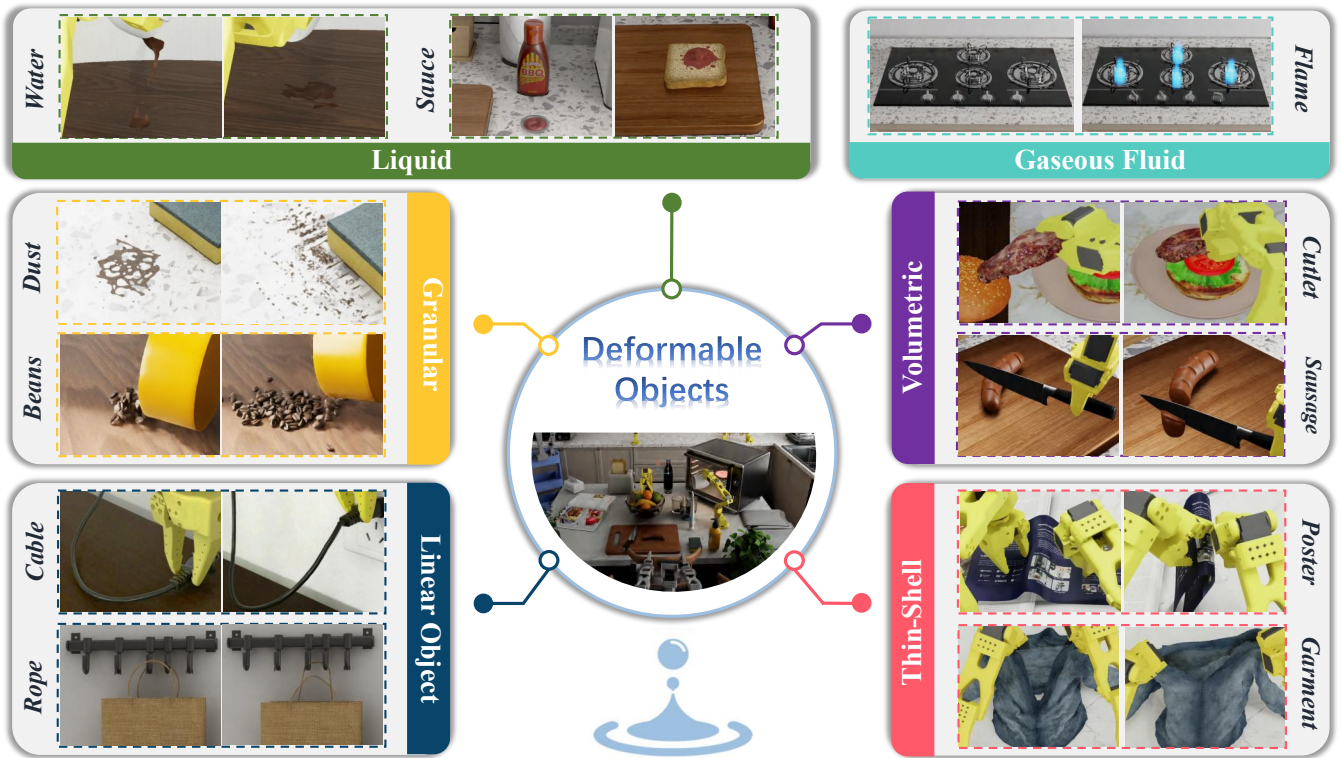 Water
Sauce
BBQ
Liquid
Flame
Gaseous Fluid
Dust
Beans
Granular
Deformable
Objects
Volumetric
Cutlet
Sausage
Cable
Rope
Linear Object
Thin-Shell
Poster
Garment